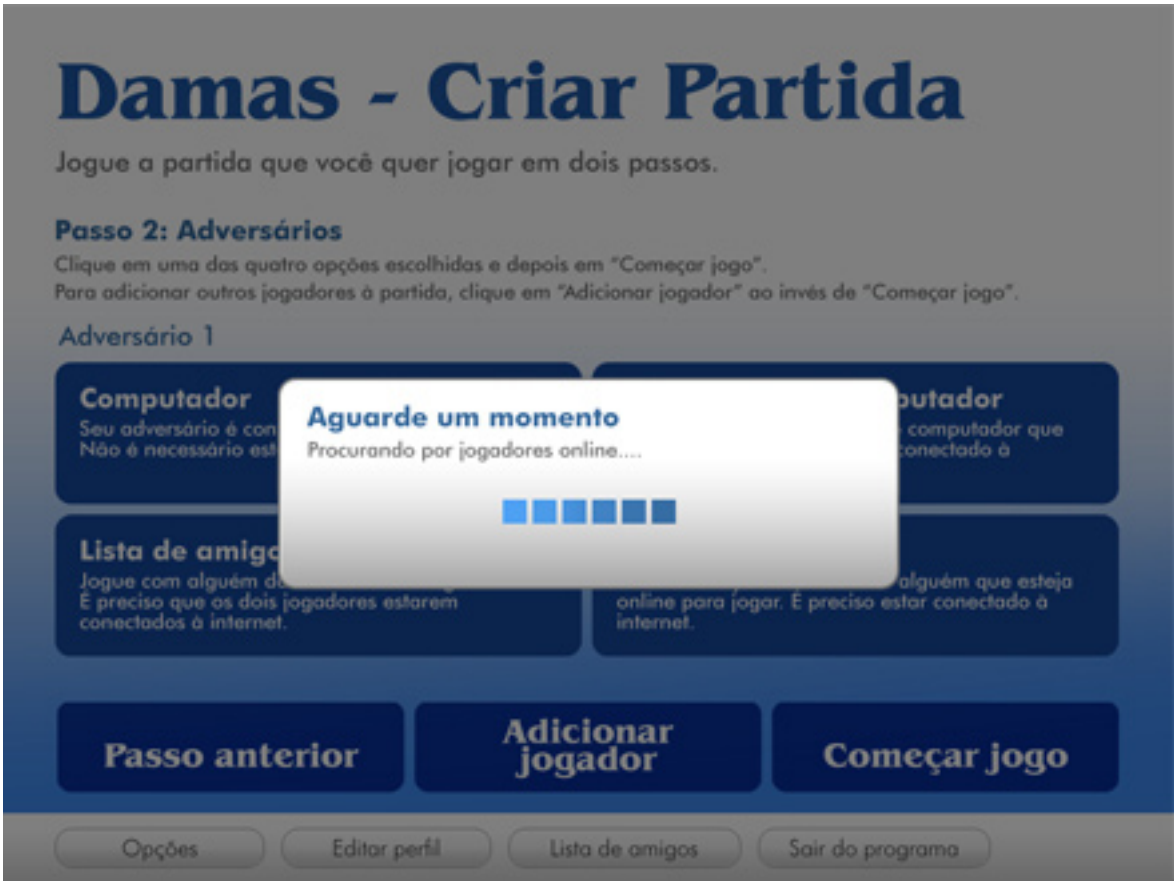 Damas - Criar Partida
Jogue a partida que você quer jogar em dois passos.
Passo 2: Adversários
Clique em uma das quatro opções escolhidas e depois em “Começar jogo”.
Para adicionar outros jogadores à partida, clique em “Adicionar jogador” ao invés de “Começar jogo”.
Adversário 1
Computador
Seu adversário é
Não é necessário
computador que
conectado à
Aguarde um momento
Procurando por jogadores online....
Lista de
Jogue com alguém
É preciso que os dois jogadores estarem
conectados à internet.
alguém que esteja
online para jogar. É preciso estar conectado à
internet.
Passo anterior
Adicionar
jogador
Começar jogo
Opções
Editar perfil
Lista de amigos
Sair do programa